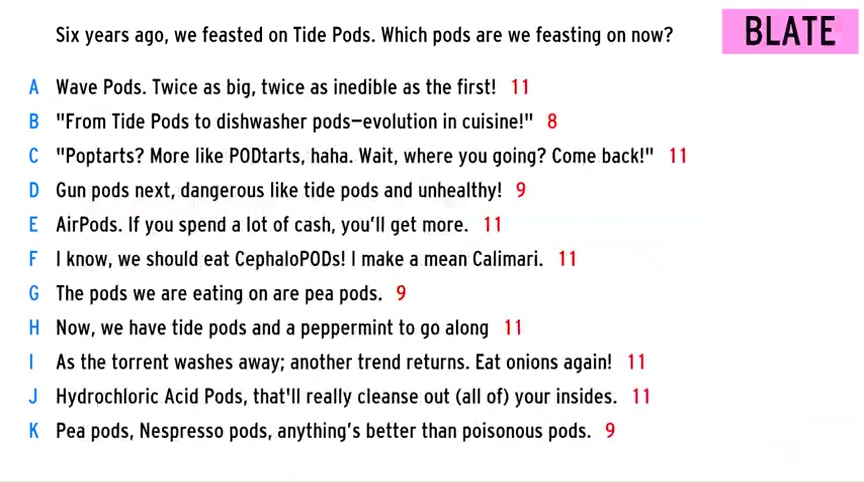 Six years ago, we feasted on Tide Pods. Which pods are we feasting on now?
BLATE
A Wave Pods. Twice as big, twice as inedible as the first! 11
B "From Tide Pods to dishwasher pods—evolution in cuisine!" 8
C "Poptarts? More like PODtarts, haha. Wait, where you going? Come back!" 11
D Gun pods next, dangerous like tide pods and unhealthy! 9
E AirPods. If you spend a lot of cash, you'll get more. 11
F I know, we should eat CephaloPODs! I make a mean Calimari. 11
G The pods we are eating on are pea pods. 9
H Now, we have tide pods and a peppermint to go along 11
I As the torrent washes away; another trend returns. Eat onions again! 11
J Hydrochloric Acid Pods, that'll really cleanse out (all of) your insides. 11
K Pea pods, Nespresso pods, anything's better than poisonous pods. 9